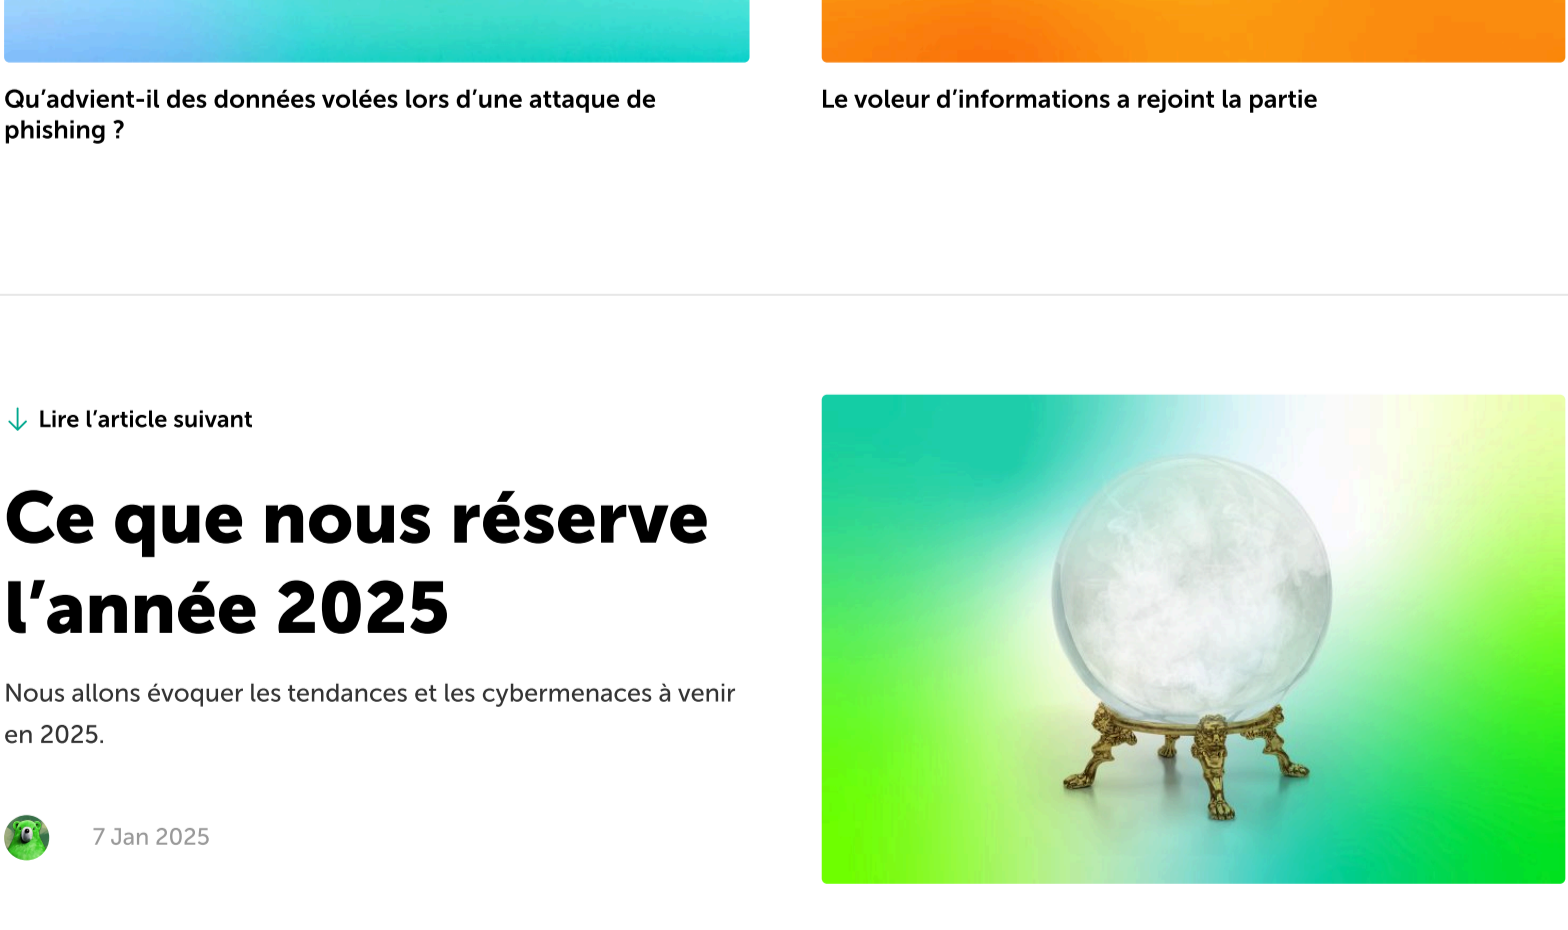 Qu’advient-il des données volées lors d’une attaque de
phishing ?
Le voleur d’informations a rejoint la partie
Lire l’article suivant
Ce que nous réserve
l’année 2025
Nous allons évoquer les tendances et les cybermenaces à venir
en 2025.
7 Jan 2025